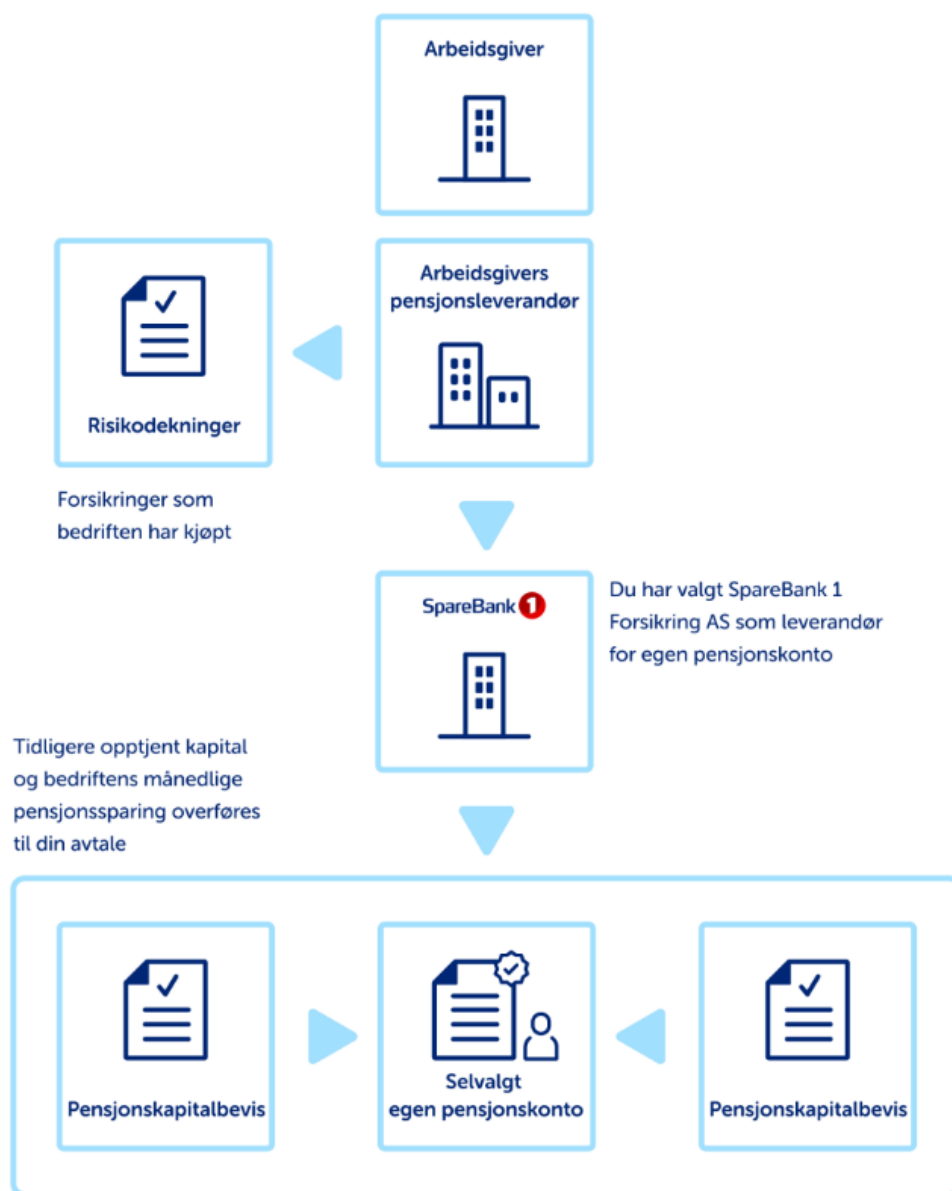 Arbeidsgiver
Arbeidsgivers
pensjonsleverandør
Risikodekninger
Forsikringer som
bedriften har kjøpt
SpareBank 1
Du har valgt SpareBank 1
Forsikring AS som leverandør
for egen pensjonskonto
Tidligere opptjent kapital
og bedriftens månedlige
pensjonssparing overføres
til din avtale
Pensjonskapitalbevis
Selvalgt
egen pensjonskonto
Pensjonskapitalbevis